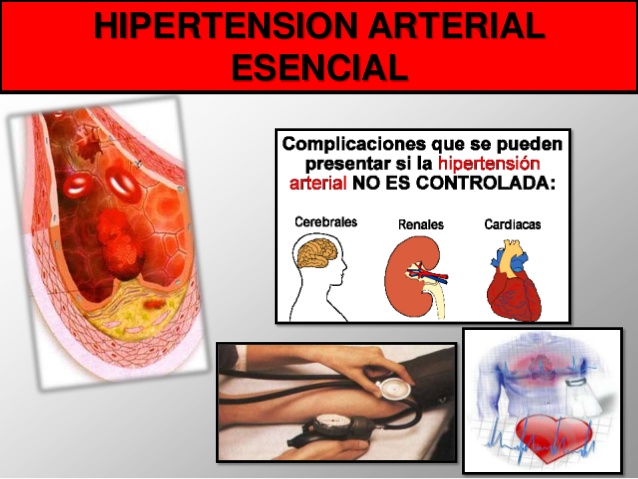 HIPERTENSION ARTERIAL
ESENCIAL
Complicaciones que se pueden
presentar si la hipertensión
arterial NO ES CONTROLADA:
Cerebrales
Renales
Cardiacas